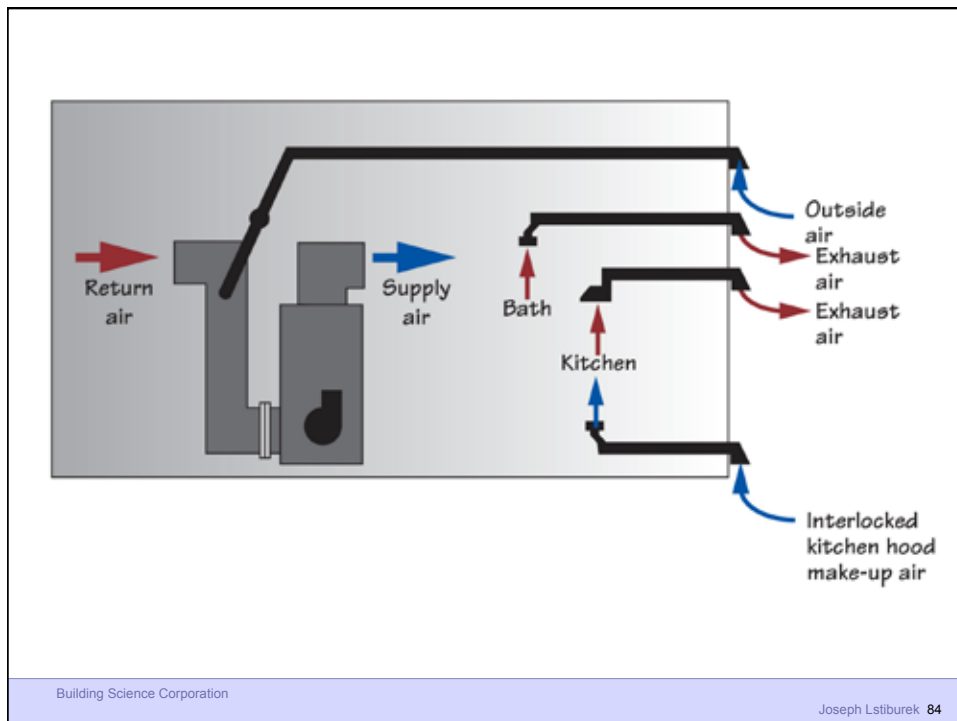 Return
air
Supply
air
Bath
Kitchen
Outside
air
Exhaust
air
Exhaust
air
Interlocked
kitchen hood
make-up air
Building Science Corporation
Joseph Lstiburek 84